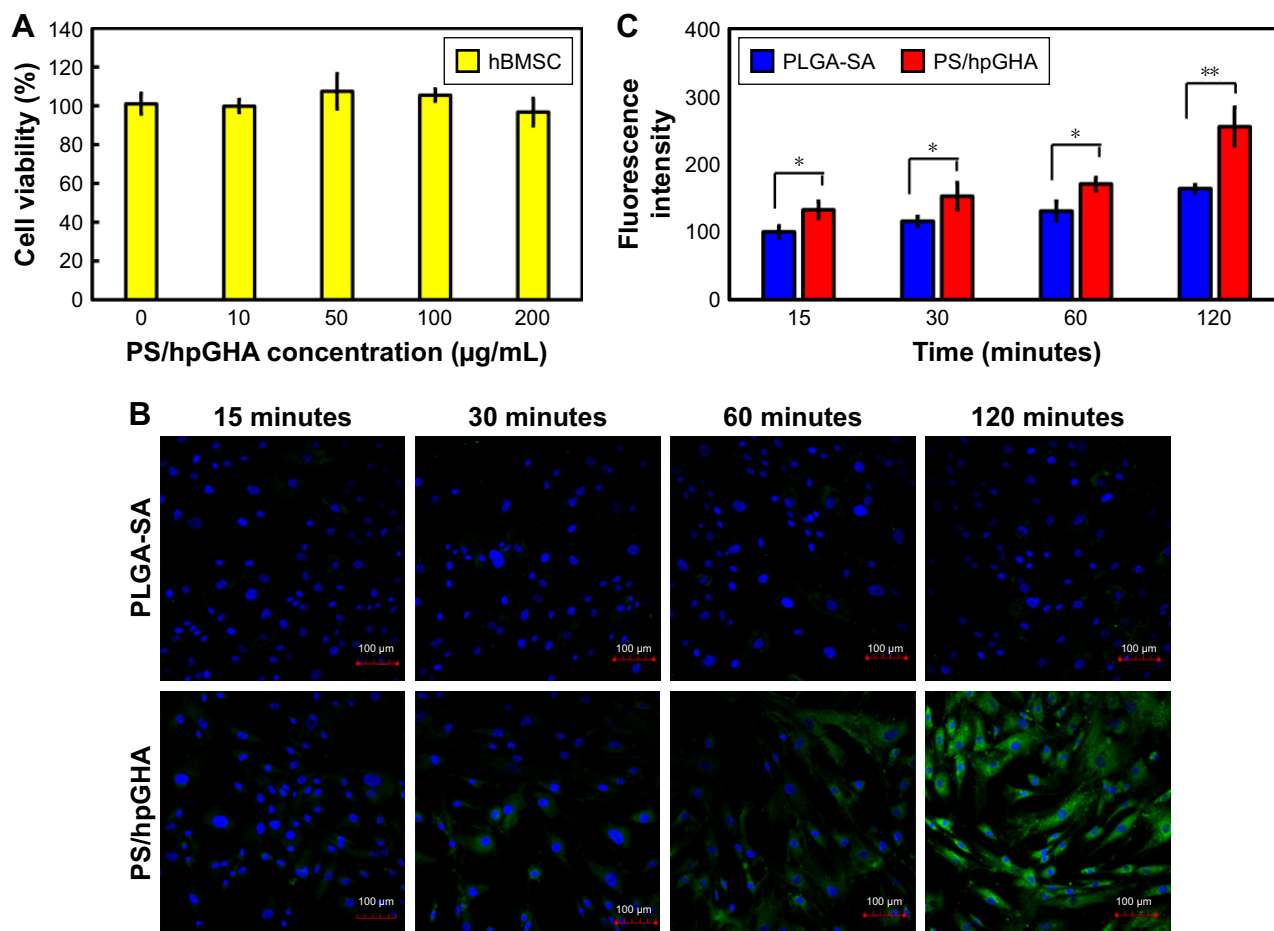 A
Cell viability (%)
140
120
100
80
60
40
20
0
hBMSC
0 10 50 100 200
PS/hpGHA concentration (µg/mL)
C
Fluorescence
intensity
400
300
200
100
0
PLGA-SA PS/hpGHA
*
*
*
**
15 30 60 120
Time (minutes)
B
15 minutes 30 minutes 60 minutes 120 minutes
PLGA-SA
100 µm 100 µm 100 µm 100 µm
PS/hpGHA
100 µm 100 µm 100 µm 100 µm